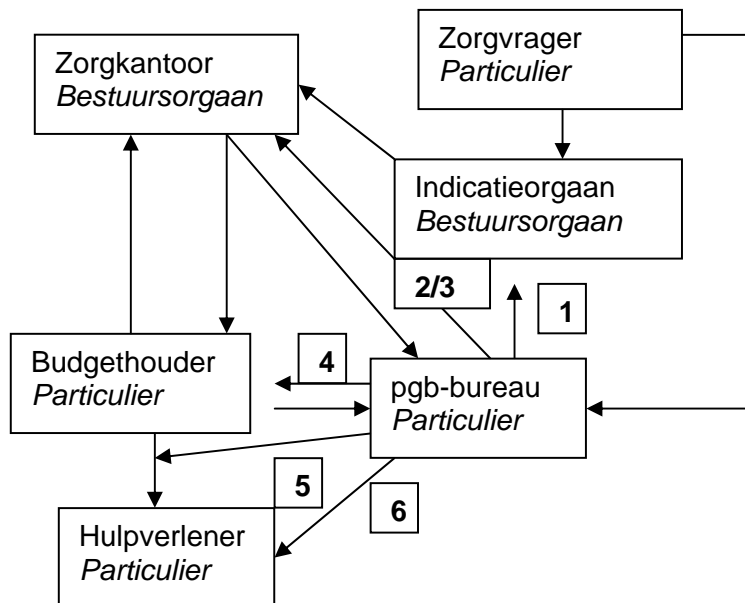 Zorgvrager
Particulier
Zorgkantoor
Bestuursorgaan
Indicatieorgaan
Bestuursorgaan
2/3
1
Budgethouder
Particulier
4
pgb-bureau
Particulier
5
6
Hulpverlener
Particulier